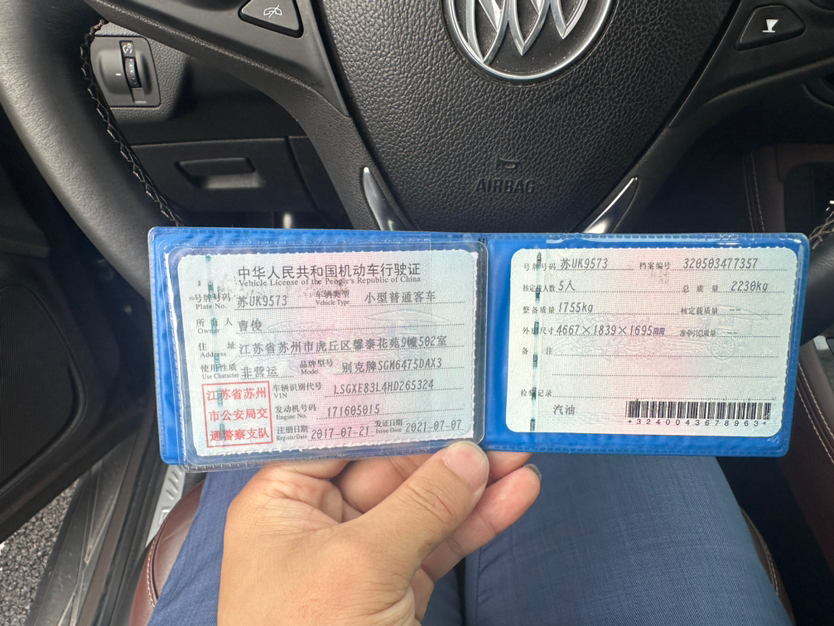 AIRBAG
中华人民共和国机动车行驶证
Vehicle License of the People's Republic of China
号牌号码 Plate No. 苏UK9573 车辆类型 Vehicle Type 小型普通客车
所有人 Owner 曹俊
住址 Address 江苏省苏州市虎丘区馨泰花苑9幢502室
使用性质 Use Character 非营运 品牌型号 Model 别克牌SGM6475DAX3
江苏省苏州市公安局交通警察支队
车辆识别代号 VIN LSGXE83L4HD265324
发动机号码 Engine No. 171605015
注册日期 Register Date 2017-07-21 发证日期 Issue Date 2021-07-07
号牌号码 苏UK9573 档案编号 320503477357
核定载人数 5人 总质量 2230kg
整备质量 1755kg 核定载质量 --
外廓尺寸 4667×1839×1695mm 准牵引总质量 --
备注
检验记录
汽油
*3240043678963*